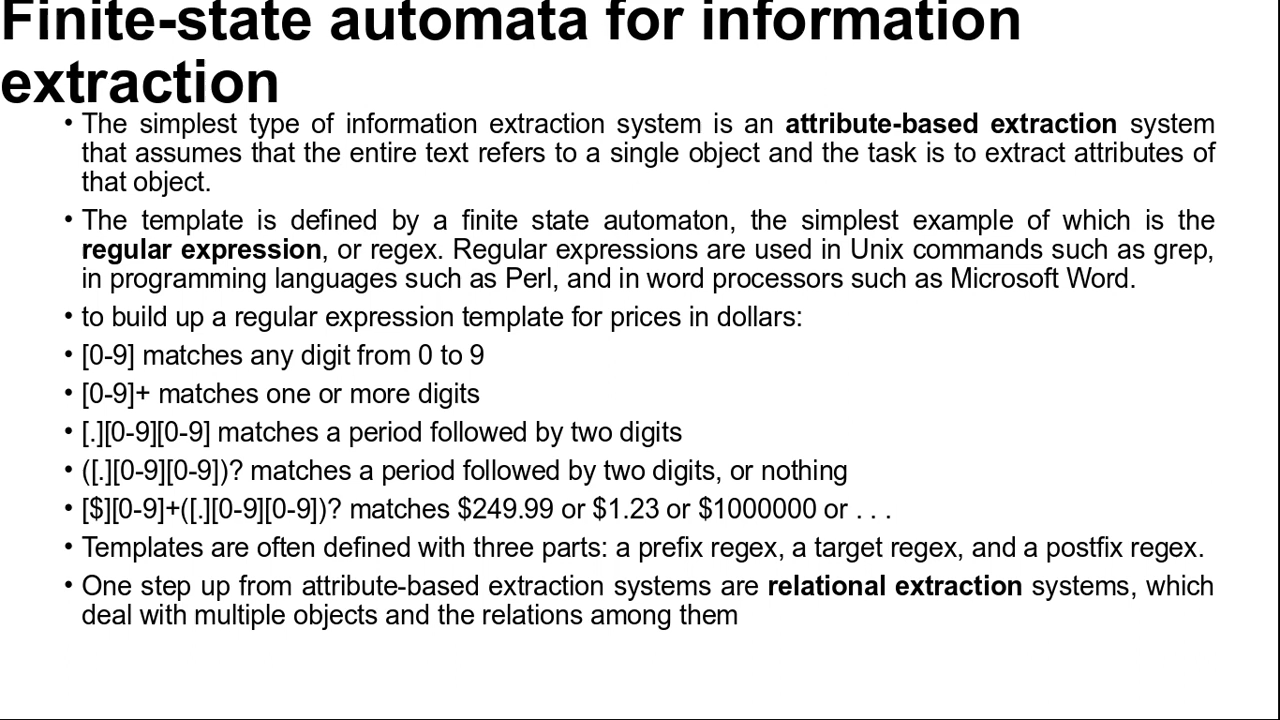 Finite-state automata for information
extraction
• The simplest type of information extraction system is an attribute-based extraction system
that assumes that the entire text refers to a single object and the task is to extract attributes of
that object.
• The template is defined by a finite state automaton, the simplest example of which is the
regular expression, or regex. Regular expressions are used in Unix commands such as grep,
in programming languages such as Perl, and in word processors such as Microsoft Word.
• to build up a regular expression template for prices in dollars:
• [0-9] matches any digit from 0 to 9
• [0-9]+ matches one or more digits
• [.][0-9][0-9] matches a period followed by two digits
• ([.][0-9][0-9])? matches a period followed by two digits, or nothing
• [$][0-9]+([.][0-9][0-9])? matches $249.99 or $1.23 or $1000000 or . . .
• Templates are often defined with three parts: a prefix regex, a target regex, and a postfix regex.
• One step up from attribute-based extraction systems are relational extraction systems, which
deal with multiple objects and the relations among them